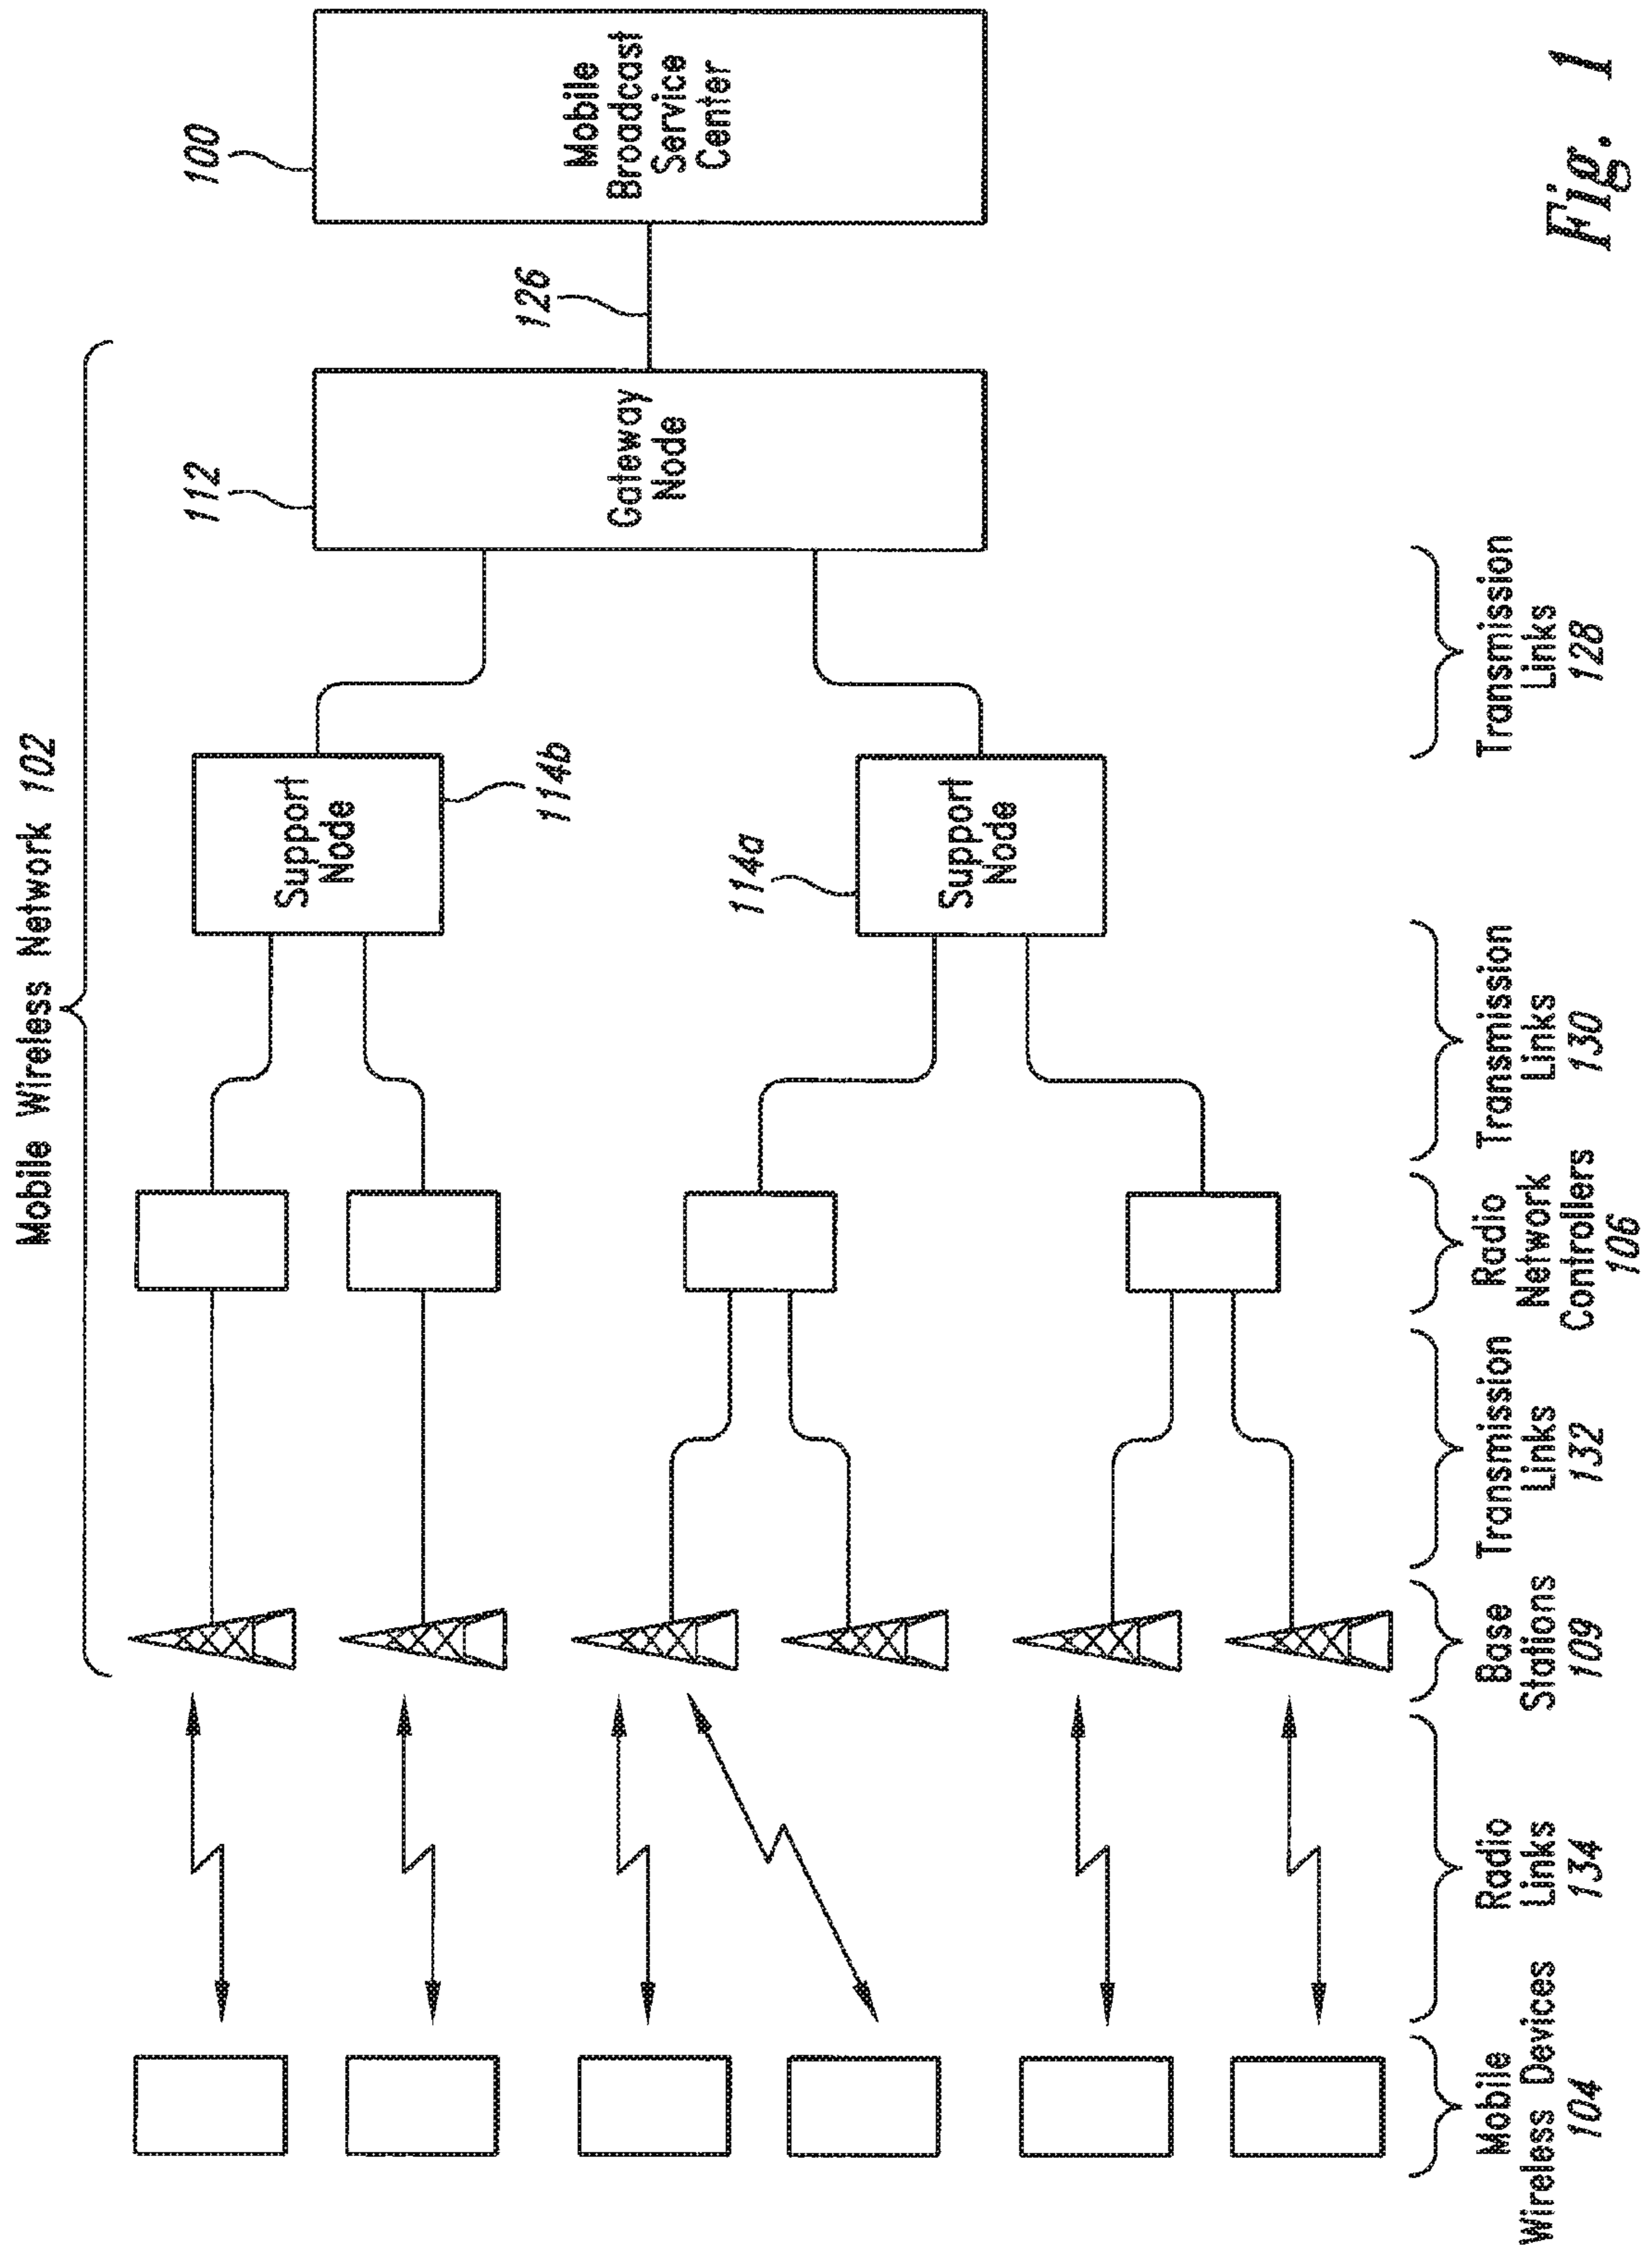 Mobile Wireless Network 102
100
Mobile
Broadcast
Service
Center
126
112
Gateway
Node
Support
Node
114b
114a
Support
Node
Mobile
Wireless Devices
104
Radio
Links
134
Base
Stations
109
Transmission
Links
132
Radio
Network
Controllers
106
Transmission
Links
130
Transmission
Links
128
Fig. 1